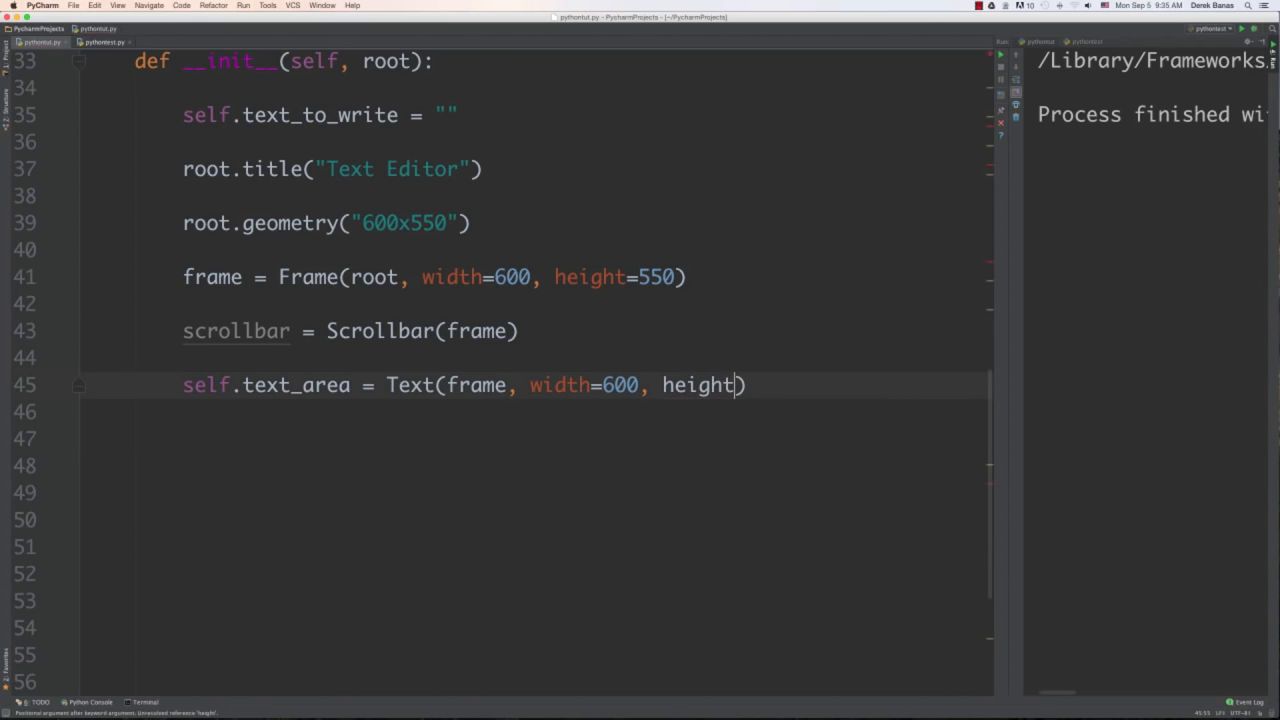 PyCharm File Edit View Navigate Code Refactor Run Tools VCS Window Help 10 Mon Sep 5 9:35 AM Derek Banas
pythontut.py - PycharmProjects - [~/PycharmProjects]
PycharmProjects pythontut.py pythontest
pythontut.py pythontest.py Run: pythontut pythontest
33 def __init__(self, root): /Library/Frameworks
34
35 self.text_to_write = "" Process finished wi
36
37 root.title("Text Editor")
38
39 root.geometry("600x550")
40
41 frame = Frame(root, width=600, height=550)
42
43 scrollbar = Scrollbar(frame)
44
45 self.text_area = Text(frame, width=600, height)
46
47
48
49
50
51
52
53
54
55
56
1: Project
7: Structure
2: Favorites
4: Run
6: TODO Python Console Terminal Event Log
Positional argument after keyword argument. Unresolved reference 'height'. 45:55 LF÷ UTF-8÷